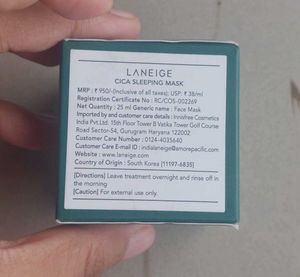 LANEIGE
CICA SLEEPING MASK
MRP : ₹ 950/-(Inclusive of all taxes); USP: ₹ 38/ml
Registration Certificate No : RC/COS-002269
Net Quantity : 25 ml Generic name : Face Mask
Imported by and customer care details : Innisfree Cosmetics
India Pvt.Ltd. 15th Floor Tower B Vatika Tower Golf Course
Road Sector-54, Gurugram Haryana 122002
Customer Care Number : 0124-4035640
Customer Care E-mail ID : indialaneige@amorepacific.com
Website : www.laneige.com
Country of Origin : South Korea [11197-6835]
[Directions] Leave treatment overnight and rinse off in
the morning
[Caution] For external use only.